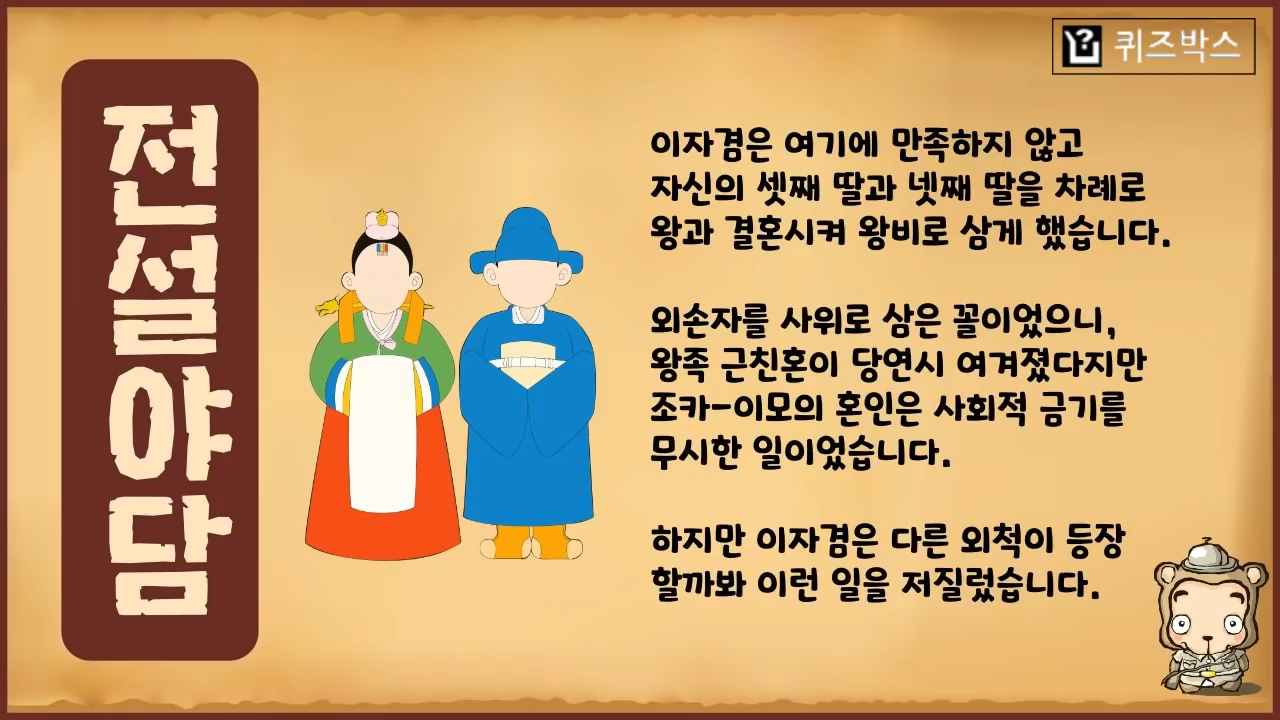 퀴즈박스
전설야담
이자겸은 여기에 만족하지 않고
자신의 셋째 딸과 넷째 딸을 차례로
왕과 결혼시켜 왕비로 삼게 했습니다.
외손자를 사위로 삼은 꼴이었으니,
왕족 근친혼이 당연시 여겨졌다지만
조카-이모의 혼인은 사회적 금기를
무시한 일이었습니다.
하지만 이자겸은 다른 외척이 등장
할까봐 이런 일을 저질렀습니다.